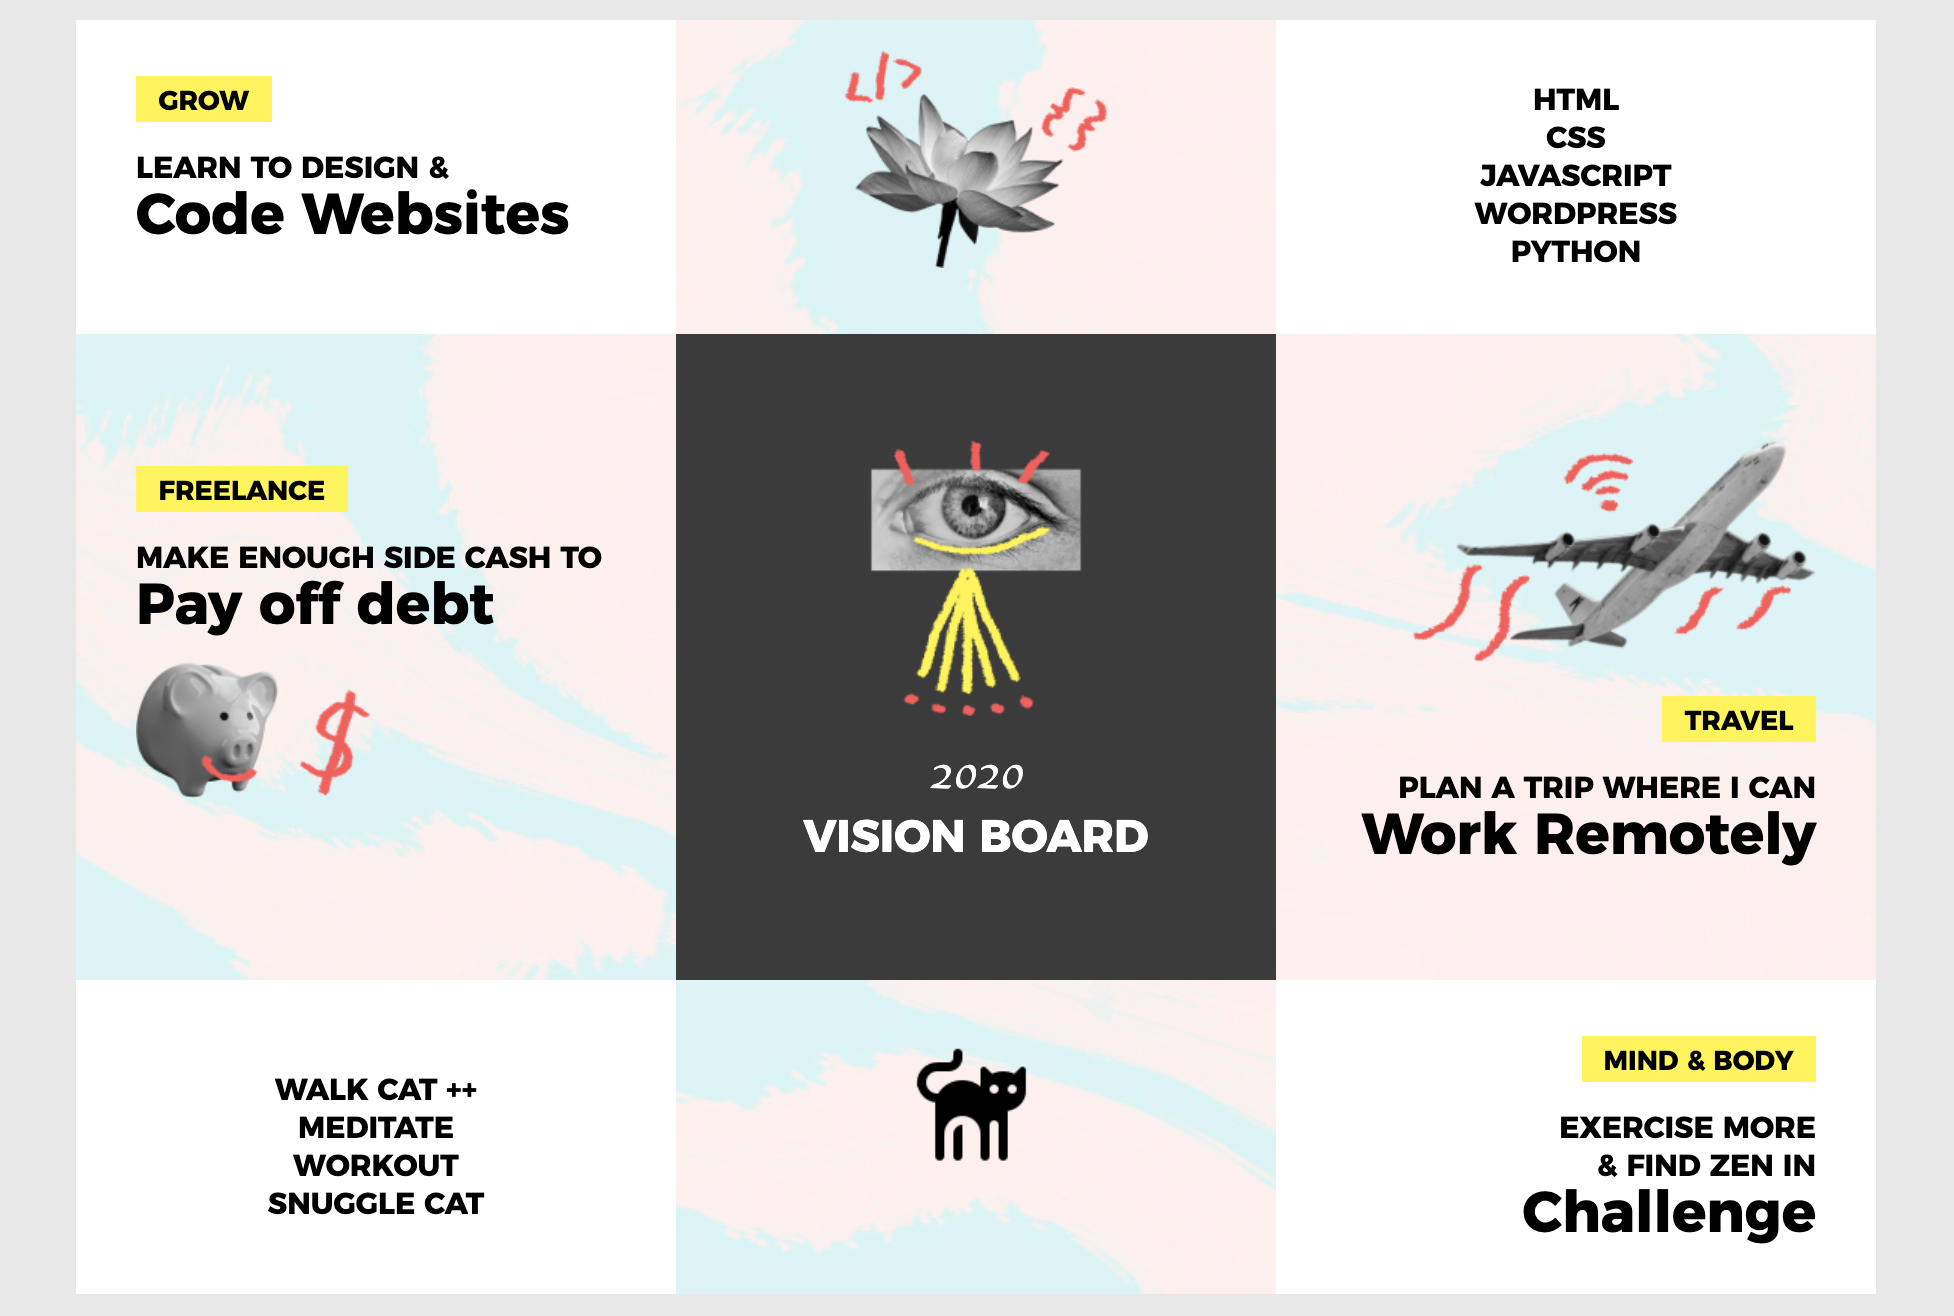 GROW
LEARN TO DESIGN &
Code Websites
</>
{}
HTML
CSS
JAVASCRIPT
WORDPRESS
PYTHON
FREELANCE
MAKE ENOUGH SIDE CASH TO
Pay off debt
$
2020
VISION BOARD
TRAVEL
PLAN A TRIP WHERE I CAN
Work Remotely
WALK CAT ++
MEDITATE
WORKOUT
SNUGGLE CAT
MIND & BODY
EXERCISE MORE
& FIND ZEN IN
Challenge